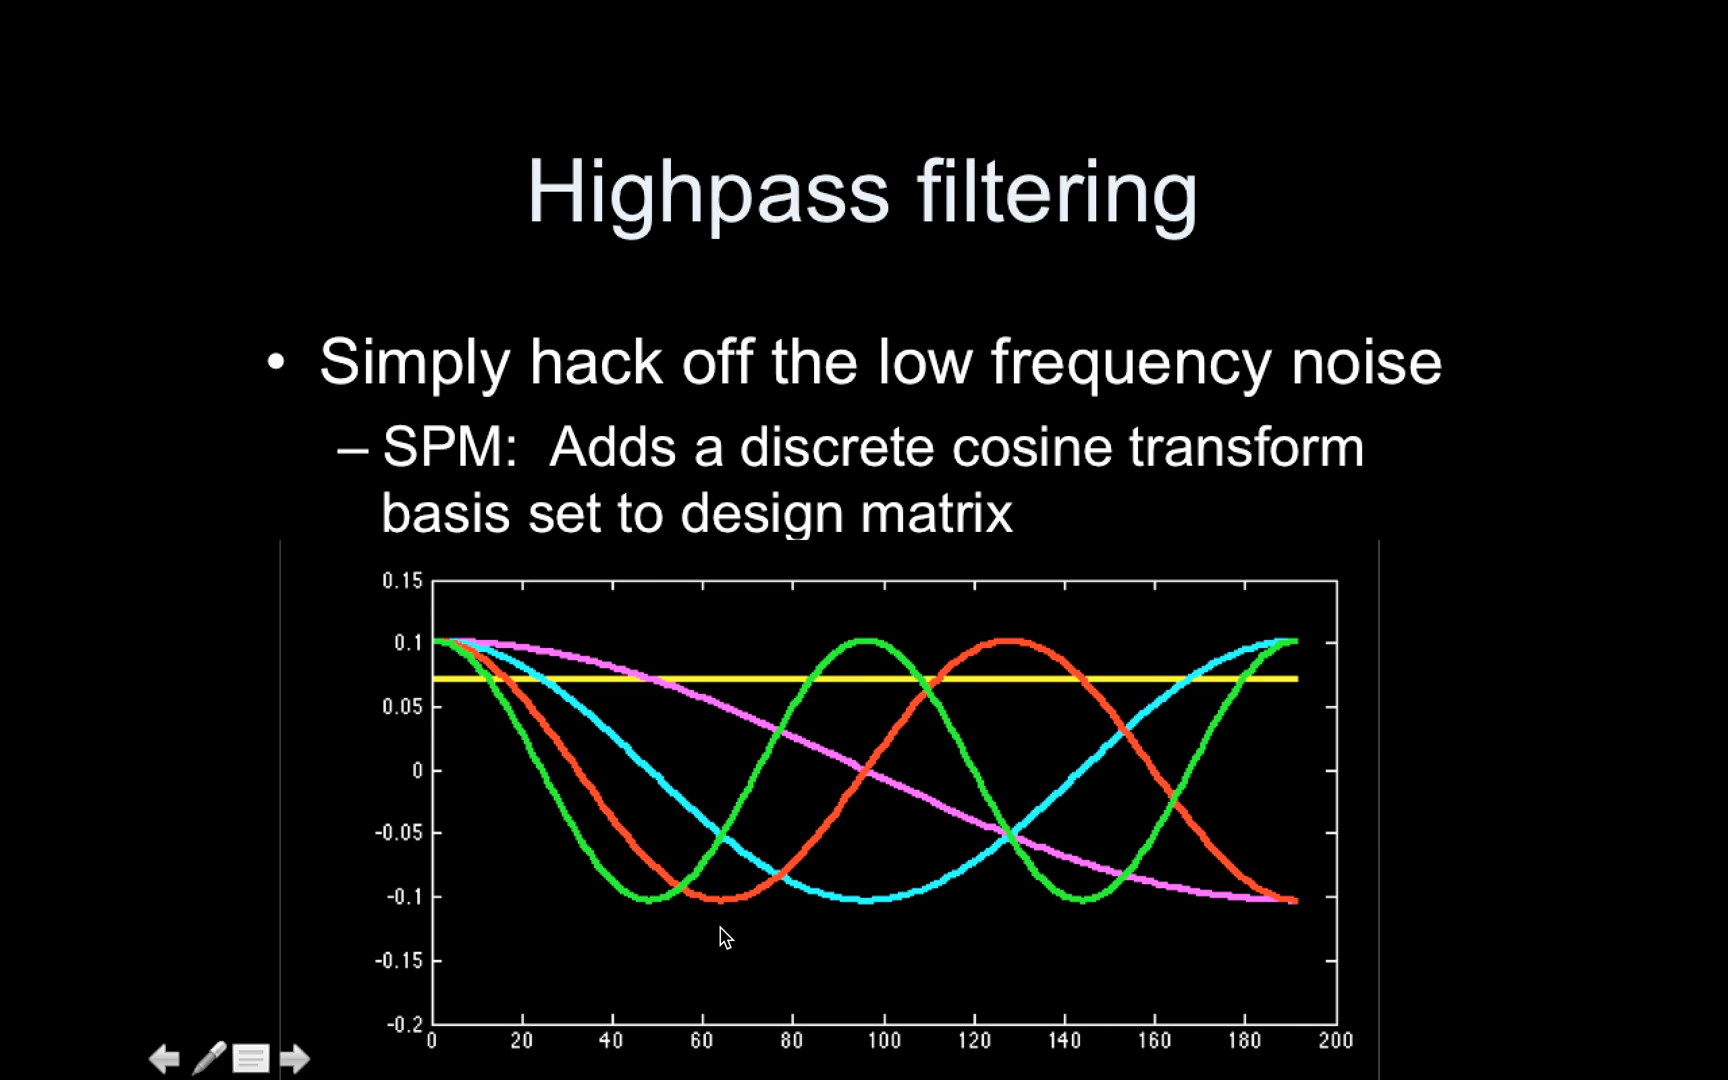 Highpass filtering
• Simply hack off the low frequency noise
– SPM:  Adds a discrete cosine transform
basis set to design matrix
0.15
0.1
0.05
0
-0.05
-0.1
-0.15
-0.2
0 20 40 60 80 100 120 140 160 180 200